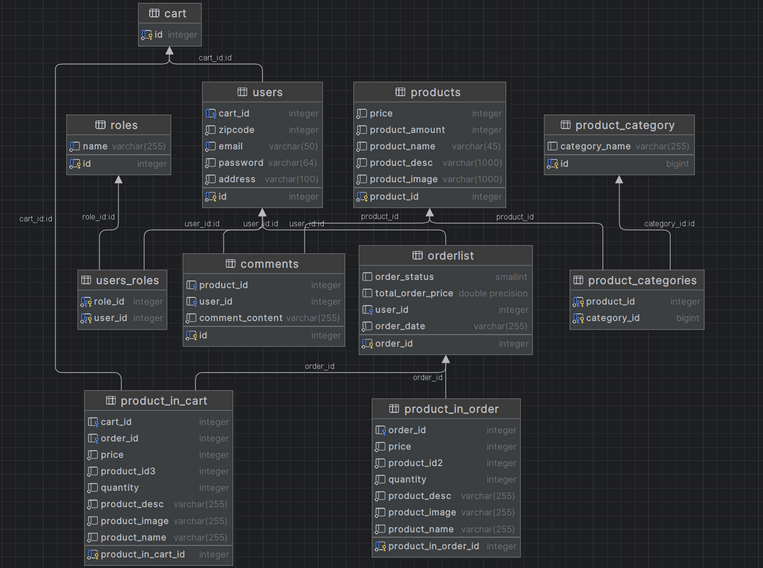 cart
id integer
cart_id:id
users
cart_id integer
zipcode integer
email varchar(50)
password varchar(64)
address varchar(100)
id integer
products
price integer
product_amount integer
product_name varchar(45)
product_desc varchar(1000)
product_image varchar(1000)
product_id integer
roles
name varchar(255)
id integer
product_category
category_name varchar(255)
id bigint
cart_id:id
role_id:id
user_id:id
user_id:id
user_id:id
product_id
product_id
category_id:id
users_roles
role_id integer
user_id integer
comments
product_id integer
user_id integer
comment_content varchar(255)
id integer
orderlist
order_status smallint
total_order_price double precision
user_id integer
order_date varchar(255)
order_id integer
product_categories
product_id integer
category_id bigint
order_id
order_id
product_in_cart
cart_id integer
order_id integer
price integer
product_id3 integer
quantity integer
product_desc varchar(255)
product_image varchar(255)
product_name varchar(255)
product_in_cart_id integer
product_in_order
order_id integer
price integer
product_id2 integer
quantity integer
product_desc varchar(255)
product_image varchar(255)
product_name varchar(255)
product_in_order_id integer